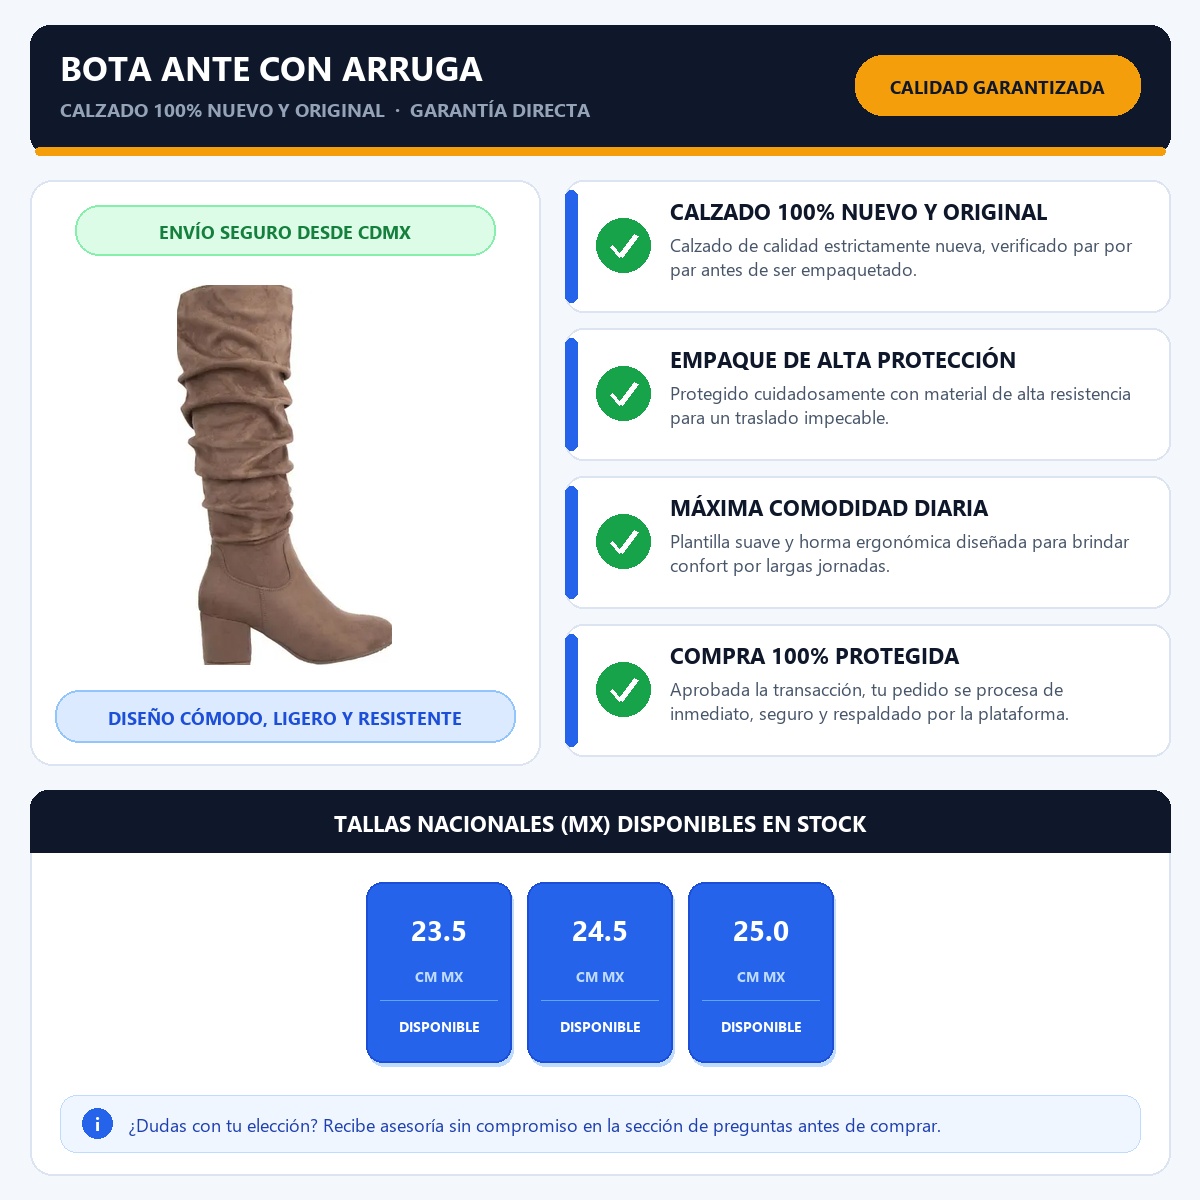 BOTA ANTE CON ARRUGA
CALZADO 100% NUEVO Y ORIGINAL · GARANTÍA DIRECTA
CALIDAD GARANTIZADA
ENVÍO SEGURO DESDE CDMX
DISEÑO CÓMODO, LIGERO Y RESISTENTE
CALZADO 100% NUEVO Y ORIGINAL
Calzado de calidad estrictamente nueva, verificado par por
par antes de ser empaquetado.
EMPAQUE DE ALTA PROTECCIÓN
Protegido cuidadosamente con material de alta resistencia
para un traslado impecable.
MÁXIMA COMODIDAD DIARIA
Plantilla suave y horma ergonómica diseñada para brindar
confort por largas jornadas.
COMPRA 100% PROTEGIDA
Aprobada la transacción, tu pedido se procesa de
inmediato, seguro y respaldado por la plataforma.
TALLAS NACIONALES (MX) DISPONIBLES EN STOCK
23.5
CM MX
DISPONIBLE
24.5
CM MX
DISPONIBLE
25.0
CM MX
DISPONIBLE
¿Dudas con tu elección? Recibe asesoría sin compromiso en la sección de preguntas antes de comprar.